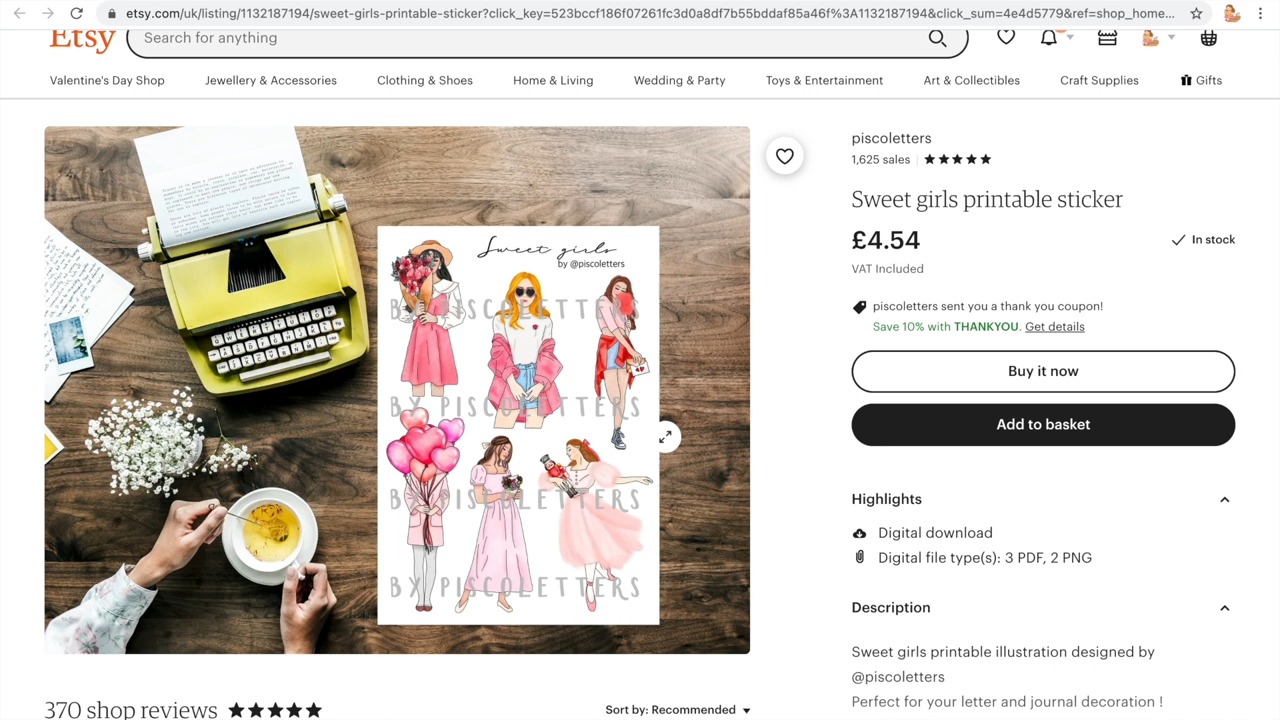 etsy.com/uk/listing/1132187194/sweet-girls-printable-sticker?click_key=523bccf186f07261fc3d0a8df7b55bddaf85a46f%3A1132187194&click_sum=4e4d5779&ref=shop_home...
Etsy
Search for anything
Valentine's Day Shop
Jewellery & Accessories
Clothing & Shoes
Home & Living
Wedding & Party
Toys & Entertainment
Art & Collectibles
Craft Supplies
Gifts
Sweet girls
by @piscoletters
BY PISCOLETTERS
BY PISCOLETTERS
BY PISCOLETTERS
BY PISCOLETTERS
piscoletters
1,625 sales
Sweet girls printable sticker
£4.54
In stock
VAT Included
piscoletters sent you a thank you coupon!
Save 10% with THANKYOU. Get details
Buy it now
Add to basket
Highlights
Digital download
Digital file type(s): 3 PDF, 2 PNG
Description
Sweet girls printable illustration designed by
@piscoletters
Perfect for your letter and journal decoration !
370 shop reviews
Sort by: Recommended